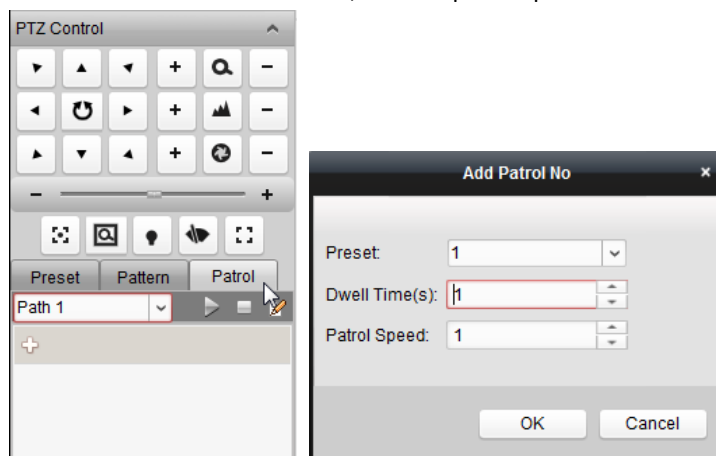 PTZ Control
+ -
+ -
+ -
- +
Preset Pattern Patrol
Path 1
Add Patrol No ×
Preset: 1
Dwell Time(s): 1
Patrol Speed: 1
OK Cancel